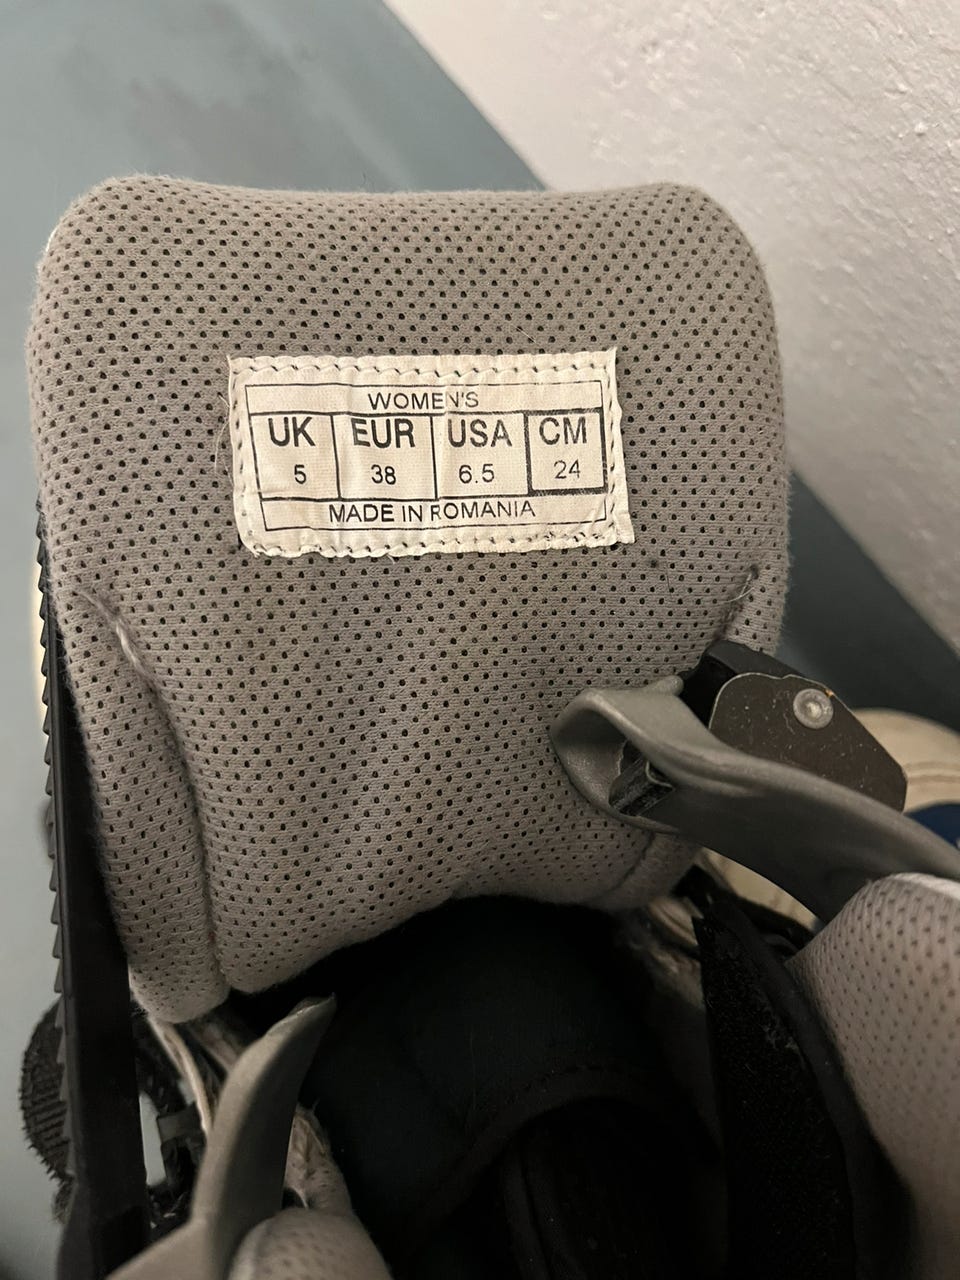 WOMEN'S
UK EUR USA CM
5 38 6.5 24
MADE IN ROMANIA